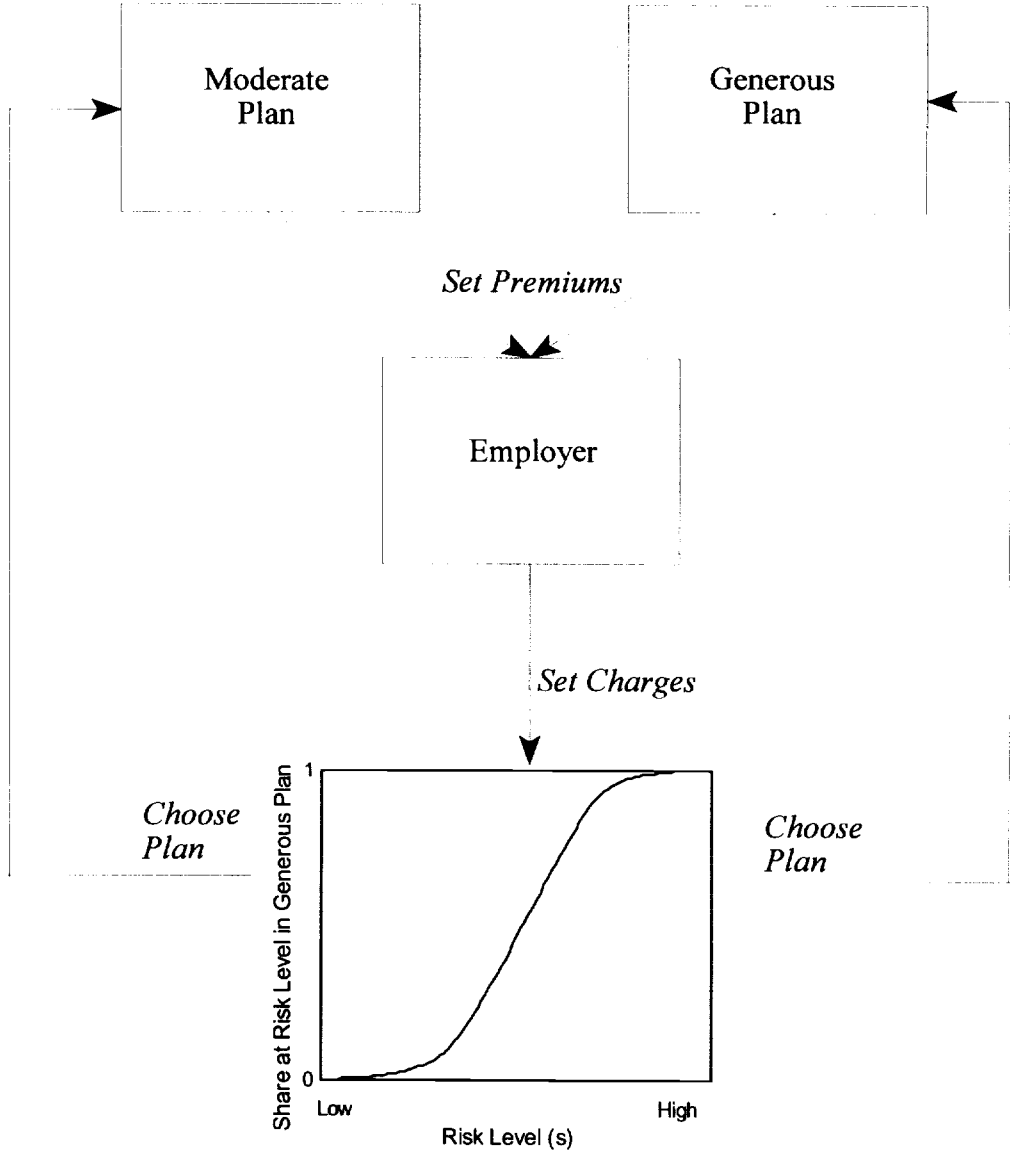 Moderate
Plan
Generous
Plan
Set Premiums
Employer
Set Charges
Choose
Plan
Choose
Plan
Share at Risk Level in Generous Plan
1
0
Low
High
Risk Level (s)